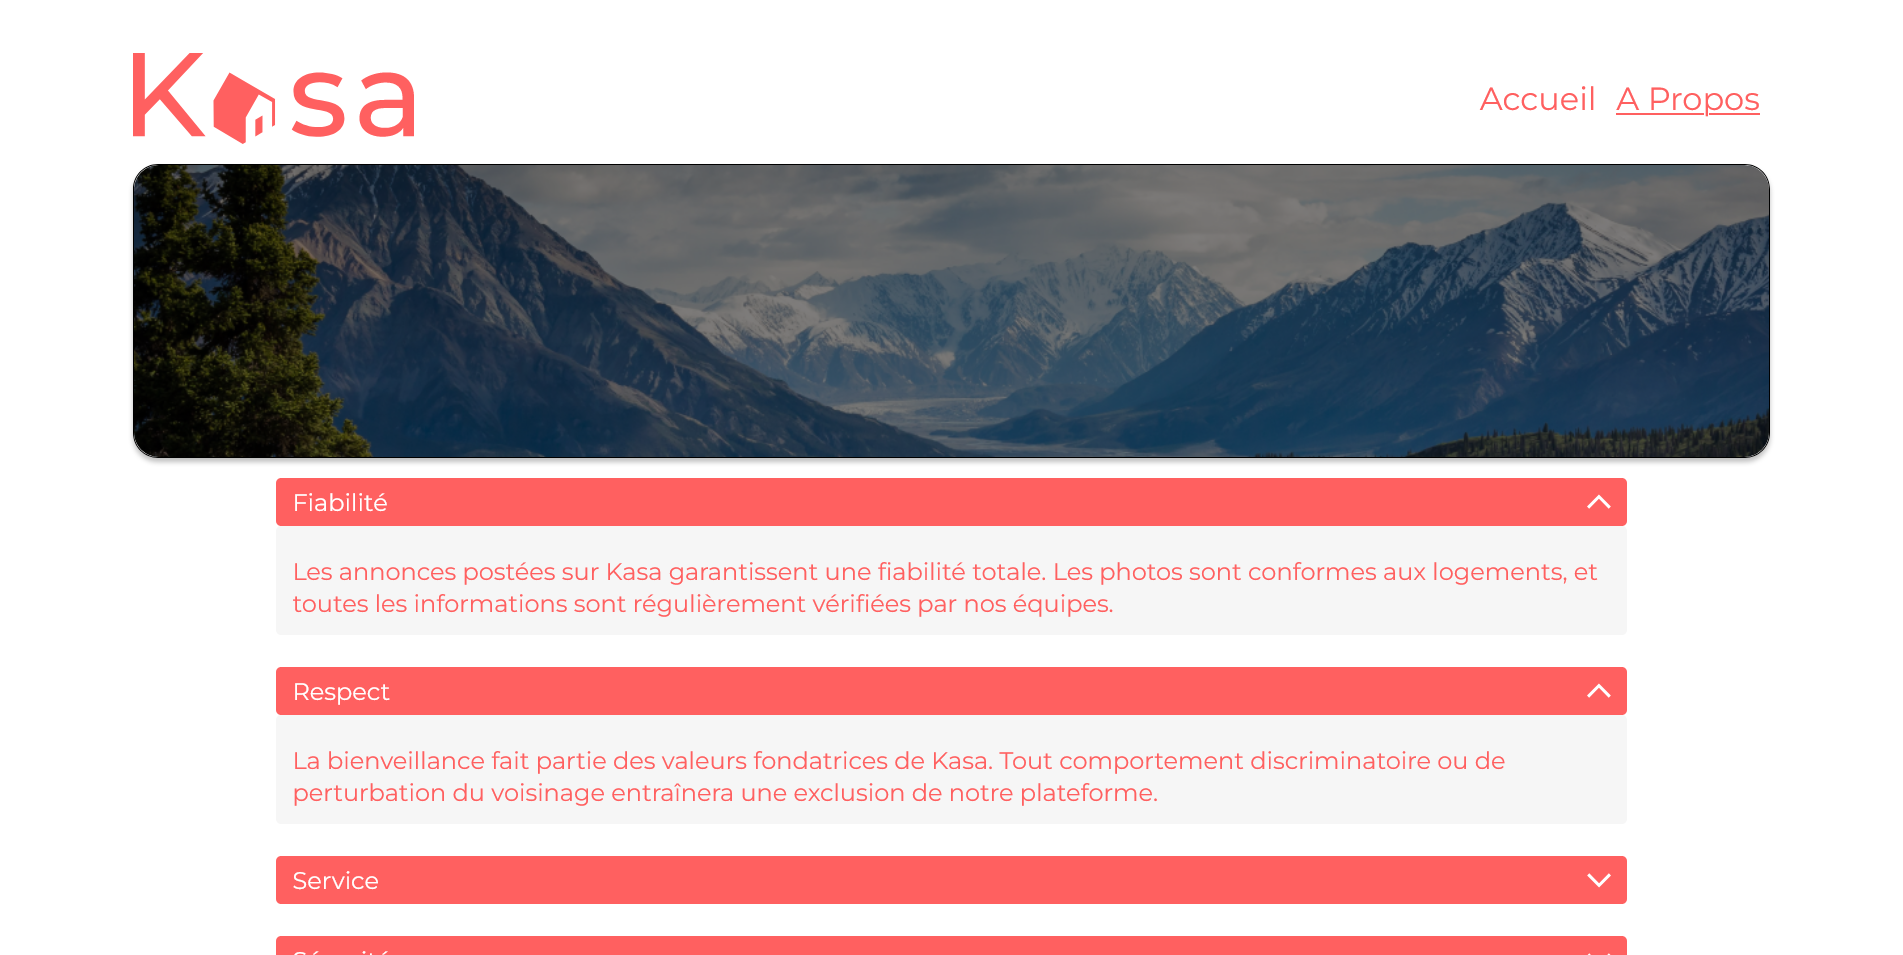 Kasa
Accueil A Propos
Fiabilité
Les annonces postées sur Kasa garantissent une fiabilité totale. Les photos sont conformes aux logements, et
toutes les informations sont régulièrement vérifiées par nos équipes.
Respect
La bienveillance fait partie des valeurs fondatrices de Kasa. Tout comportement discriminatoire ou de
perturbation du voisinage entraînera une exclusion de notre plateforme.
Service